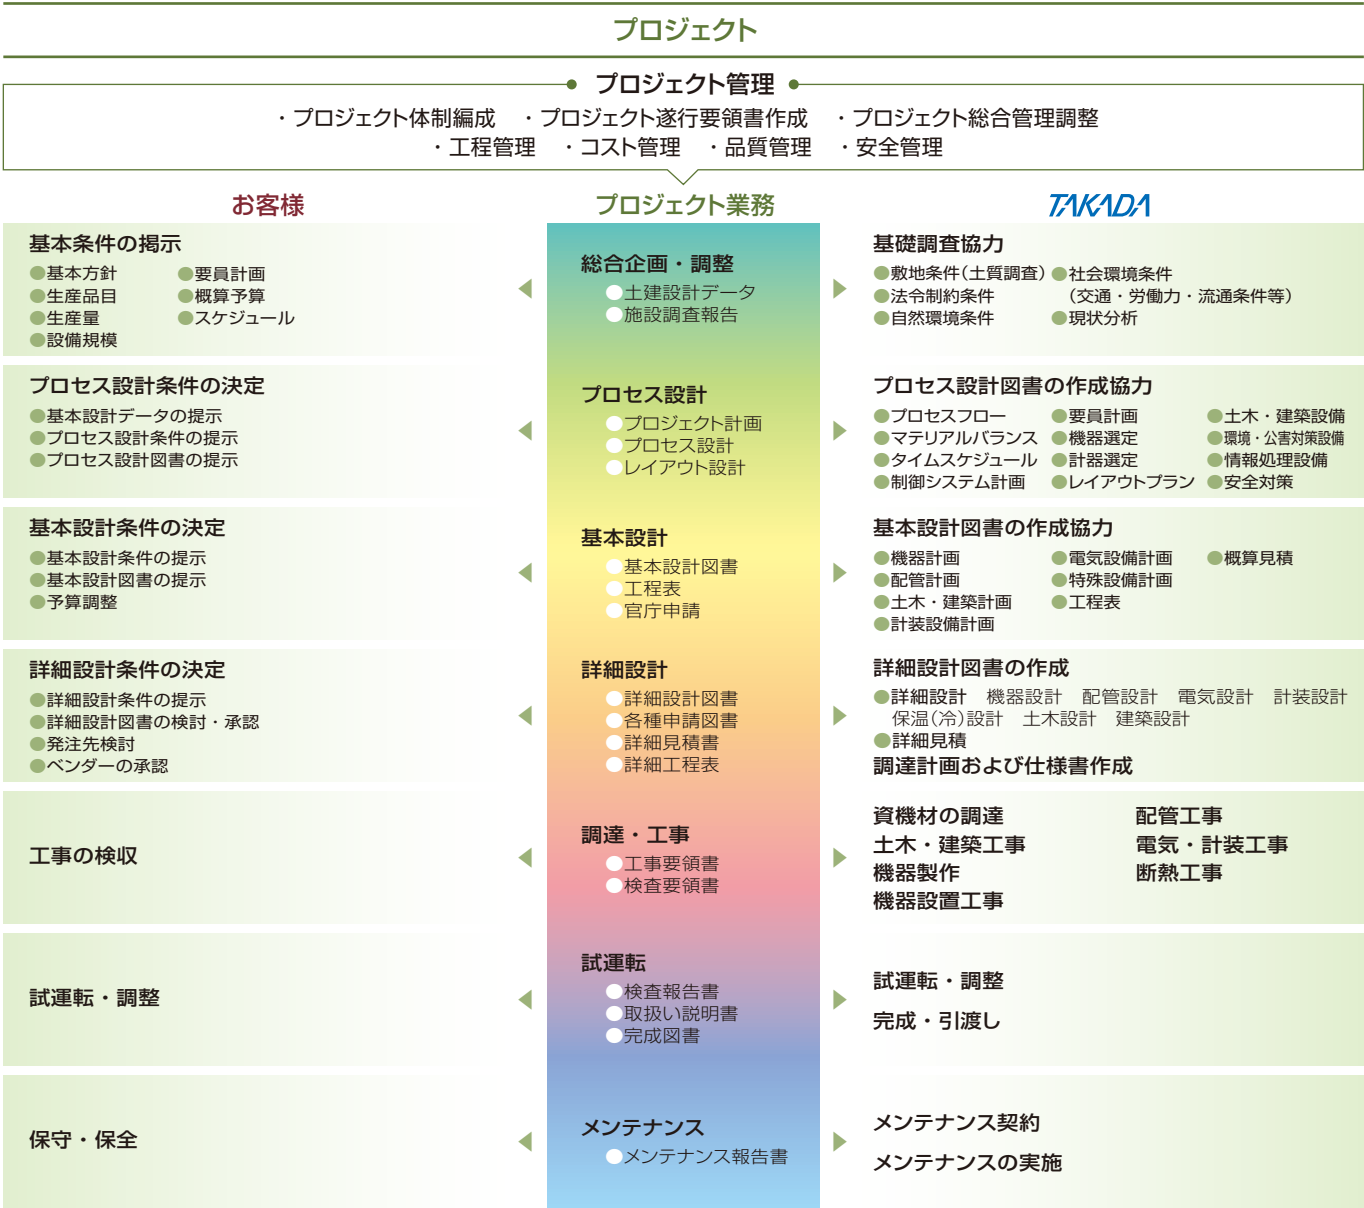 プロジェクト
プロジェクト管理
・プロジェクト体制編成 ・プロジェクト遂行要領書作成 ・プロジェクト総合管理調整
・工程管理 ・コスト管理 ・品質管理 ・安全管理
お客様 プロジェクト業務 TAKADA
基本条件の掲示
●基本方針 ●要員計画
●生産品目 ●概算予算
●生産量 ●スケジュール
●設備規模
総合企画・調整
●土建設計データ
●施設調査報告
基礎調査協力
●敷地条件(土質調査) ●社会環境条件
●法令制約条件 (交通・労働力・流通条件等)
●自然環境条件 ●現状分析
プロセス設計条件の決定
●基本設計データの提示
●プロセス設計条件の提示
●プロセス設計図書の提示
プロセス設計
●プロジェクト計画
●プロセス設計
●レイアウト設計
プロセス設計図書の作成協力
●プロセスフロー ●要員計画 ●土木・建築設備
●マテリアルバランス ●機器選定 ●環境・公害対策設備
●タイムスケジュール ●計器選定 ●情報処理設備
●制御システム計画 ●レイアウトプラン ●安全対策
基本設計条件の決定
●基本設計条件の提示
●基本設計図書の提示
●予算調整
基本設計
●基本設計図書
●工程表
●官庁申請
基本設計図書の作成協力
●機器計画 ●電気設備計画 ●概算見積
●配管計画 ●特殊設備計画
●土木・建築計画 ●工程表
●計装設備計画
詳細設計条件の決定
●詳細設計条件の提示
●詳細設計図書の検討・承認
●発注先検討
●ベンダーの承認
詳細設計
●詳細設計図書
●各種申請図書
●詳細見積書
●詳細工程表
詳細設計図書の作成
●詳細設計 機器設計 配管設計 電気設計 計装設計
保温(冷)設計 土木設計 建築設計
●詳細見積
調達計画および仕様書作成
工事の検収
調達・工事
●工事要領書
●検査要領書
資機材の調達 配管工事
土木・建築工事 電気・計装工事
機器製作 断熱工事
機器設置工事
試運転・調整
試運転
●検査報告書
●取扱い説明書
●完成図書
試運転・調整
完成・引渡し
保守・保全
メンテナンス
●メンテナンス報告書
メンテナンス契約
メンテナンスの実施